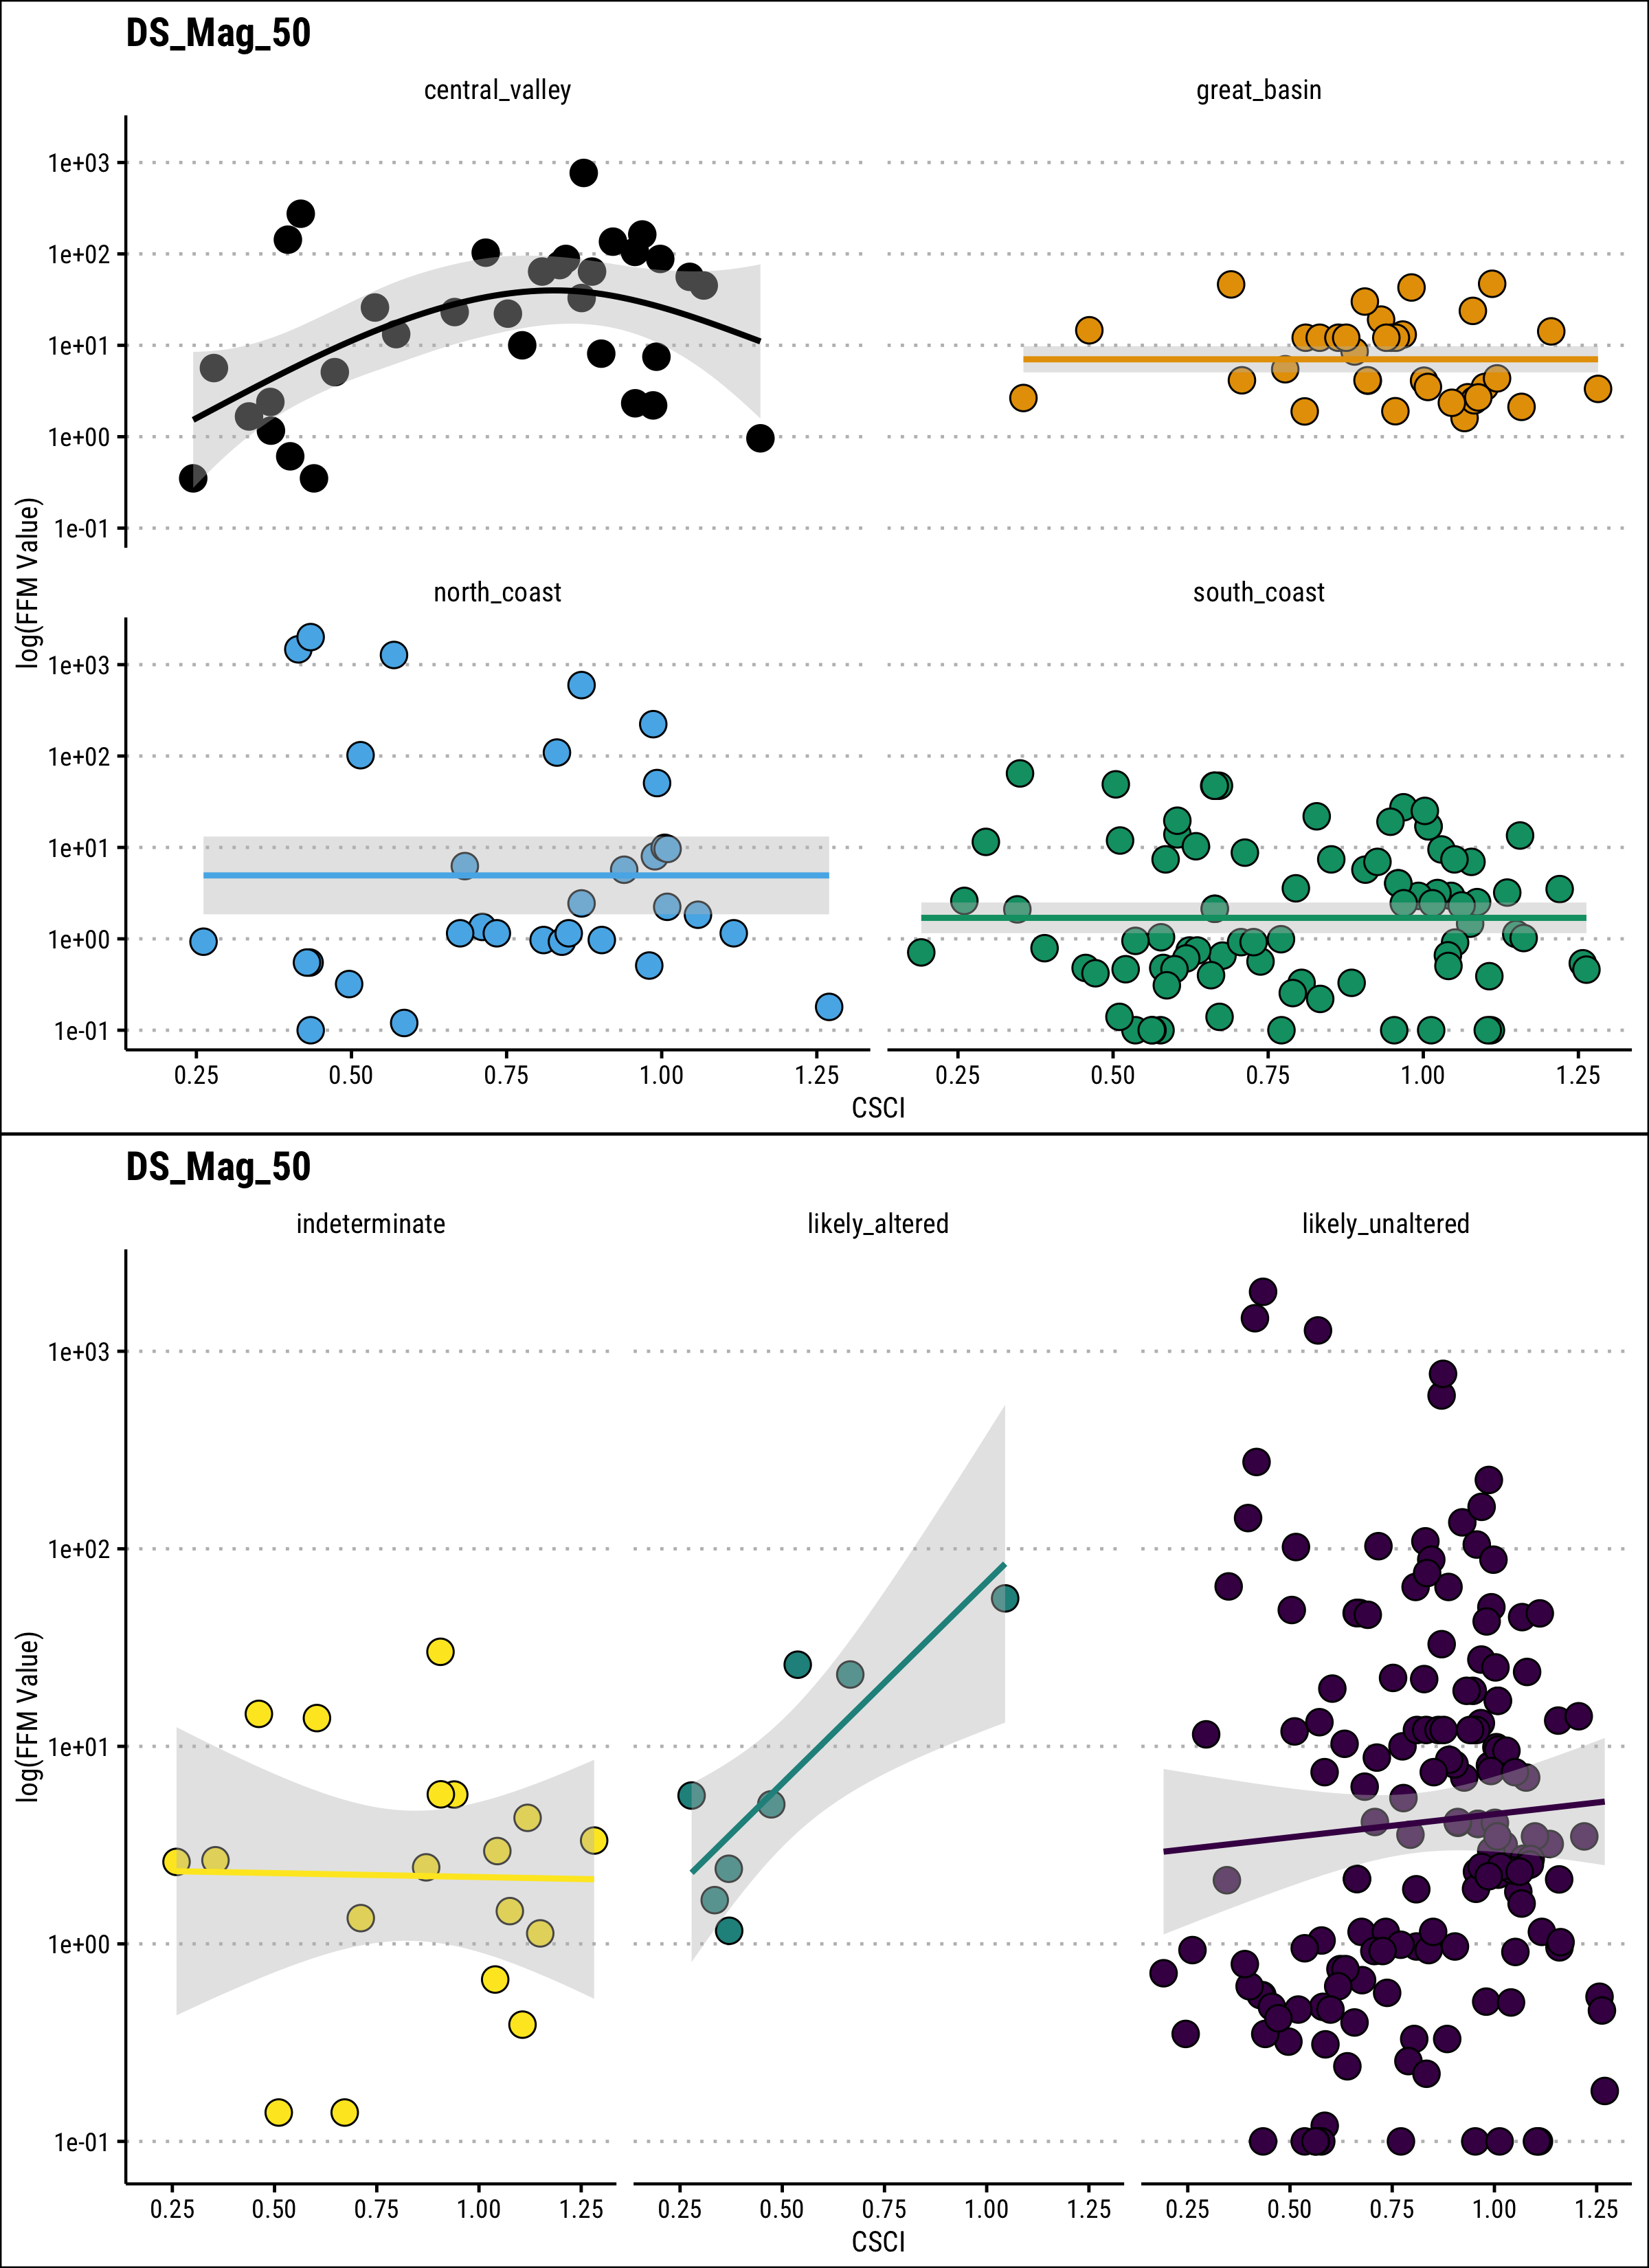 DS_Mag_50
central_valley
great_basin
1e+03
1e+02
1e+01
1e+00
1e-01
log(FFM Value)
north_coast
south_coast
1e+03
1e+02
1e+01
1e+00
1e-01
0.25 0.50 0.75 1.00 1.25
0.25 0.50 0.75 1.00 1.25
CSCI
DS_Mag_50
indeterminate
likely_altered
likely_unaltered
1e+03
1e+02
1e+01
1e+00
1e-01
log(FFM Value)
0.25 0.50 0.75 1.00 1.25
0.25 0.50 0.75 1.00 1.25
0.25 0.50 0.75 1.00 1.25
CSCI